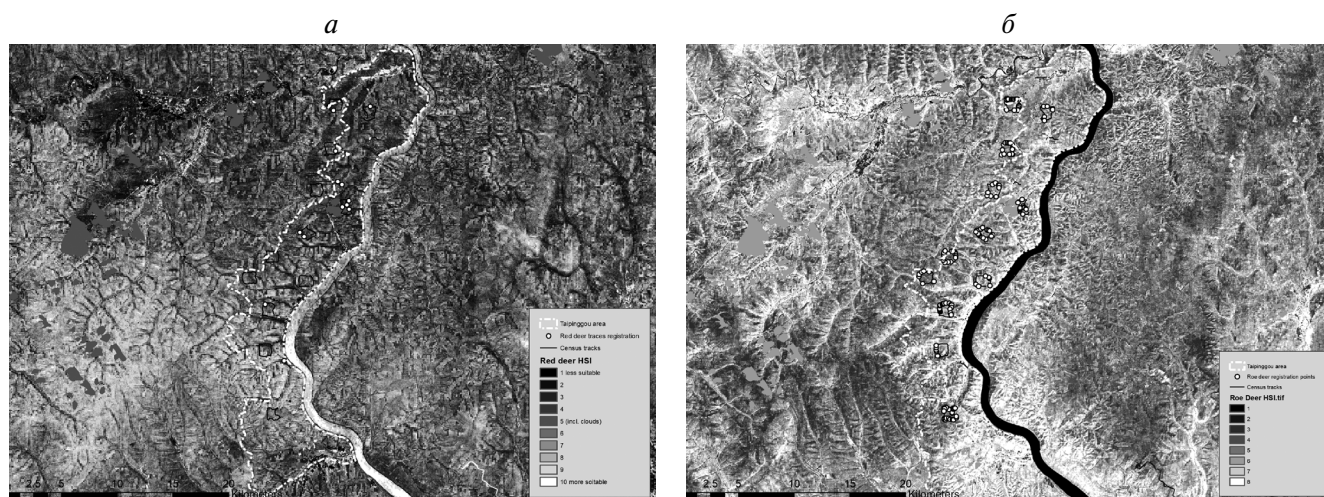 а
б
Taipinggou area
Red deer traces registration
Census tracks
Red deer HSI
1 less suitable
2
3
4
5 (incl. clouds)
6
7
8
9
10 more scitable
2.5 5 10 15 20
Kilometers
Taipinggou area
Roe deer registration points
Census tracks
Roe Deer HSI.tif
1
2
3
4
5
6
7
8
2.5 5 10 15 20
Kilometers